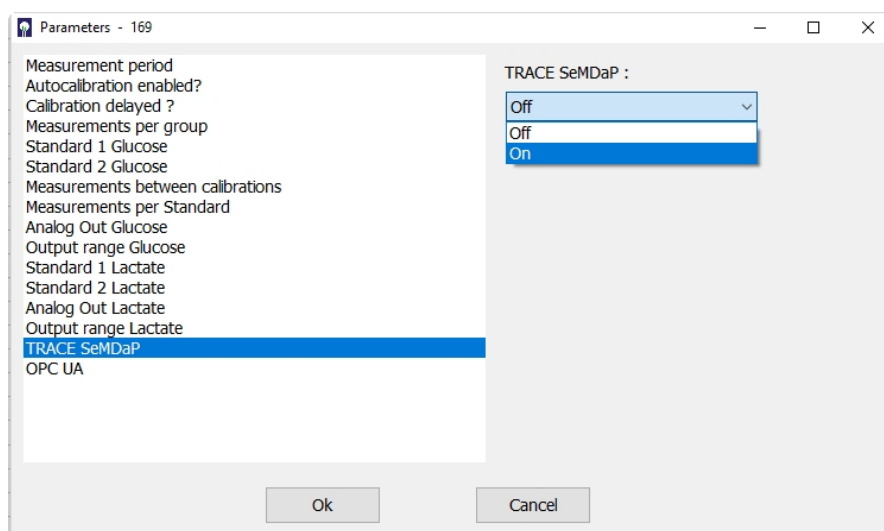 Parameters - 169
Measurement period
Autocalibration enabled?
Calibration delayed ?
Measurements per group
Standard 1 Glucose
Standard 2 Glucose
Measurements between calibrations
Measurements per Standard
Analog Out Glucose
Output range Glucose
Standard 1 Lactate
Standard 2 Lactate
Analog Out Lactate
Output range Lactate
TRACE SeMDaP
OPC UA
TRACE SeMDaP :
Off
Off
On
Ok
Cancel